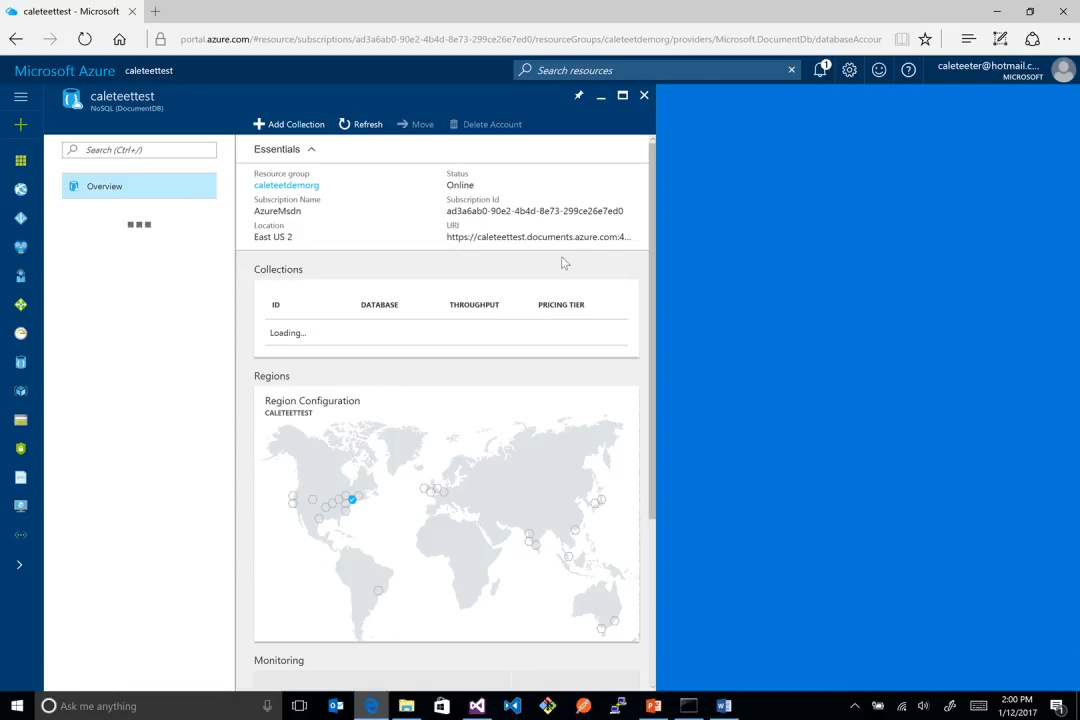 caleteettest - Microsoft
portal.azure.com/#resource/subscriptions/ad3a6ab0-90e2-4b4d-8e73-299ce26e7ed0/resourceGroups/caleteetdemorg/providers/Microsoft.DocumentDb/databaseAccour
Microsoft Azure caleteettest
Search resources
1
caleteeter@hotmail.c...
MICROSOFT
caleteettest
NoSQL (DocumentDB)
Add Collection Refresh Move Delete Account
Search (Ctrl+/)
Overview
Essentials
Resource group
caleteetdemorg
Subscription Name
AzureMsdn
Location
East US 2
Status
Online
Subscription Id
ad3a6ab0-90e2-4b4d-8e73-299ce26e7ed0
URI
https://caleteettest.documents.azure.com:4...
Collections
ID DATABASE THROUGHPUT PRICING TIER
Loading...
Regions
Region Configuration
CALETEETTEST
Monitoring
Ask me anything
2:00 PM
1/12/2017
1